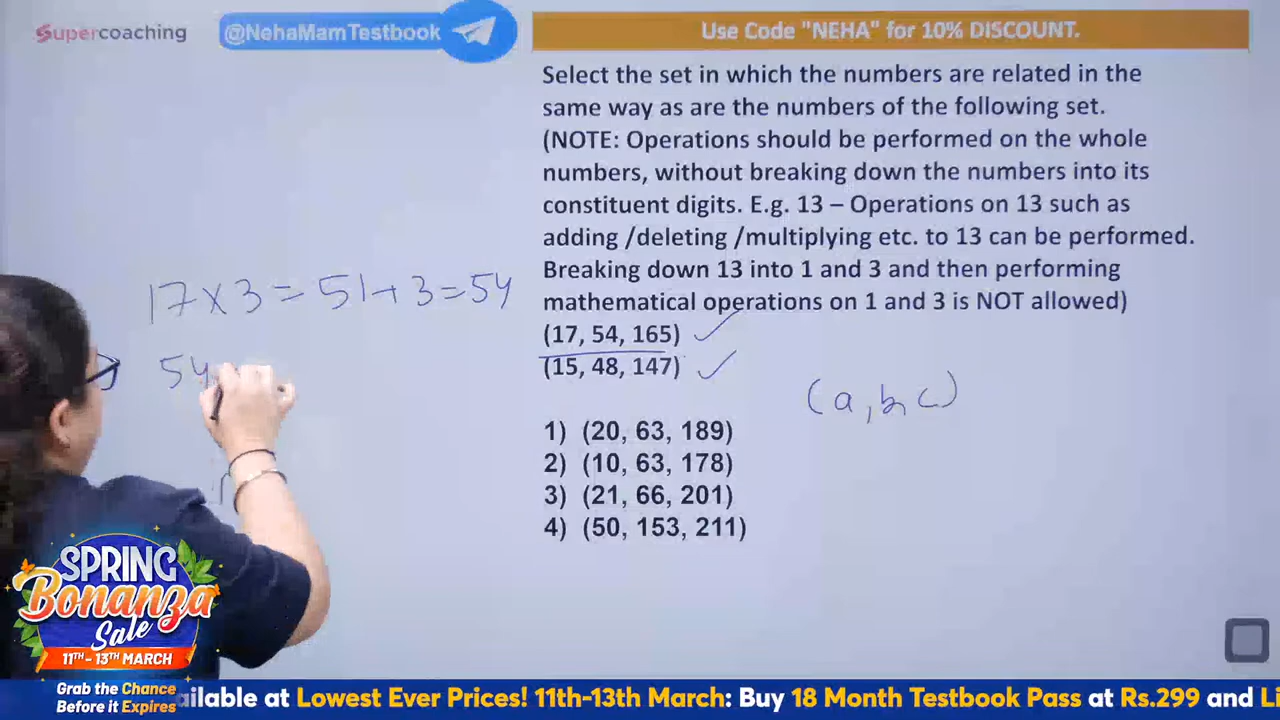 Supercoaching
@NehaMamTestbook
Use Code "NEHA" for 10% DISCOUNT.
Select the set in which the numbers are related in the
same way as are the numbers of the following set.
(NOTE: Operations should be performed on the whole
numbers, without breaking down the numbers into its
constituent digits. E.g. 13 – Operations on 13 such as
adding /deleting /multiplying etc. to 13 can be performed.
Breaking down 13 into 1 and 3 and then performing
mathematical operations on 1 and 3 is NOT allowed)
(17, 54, 165)
(15, 48, 147)
1) (20, 63, 189)
2) (10, 63, 178)
3) (21, 66, 201)
4) (50, 153, 211)
17 x 3 = 51 + 3 = 54
54
(a, b, c)
SPRING
Bonanza
Sale
11TH - 13TH MARCH
Grab the Chance
Before it Expires
ailable at Lowest Ever Prices! 11th-13th March: Buy 18 Month Testbook Pass at Rs.299 and Li